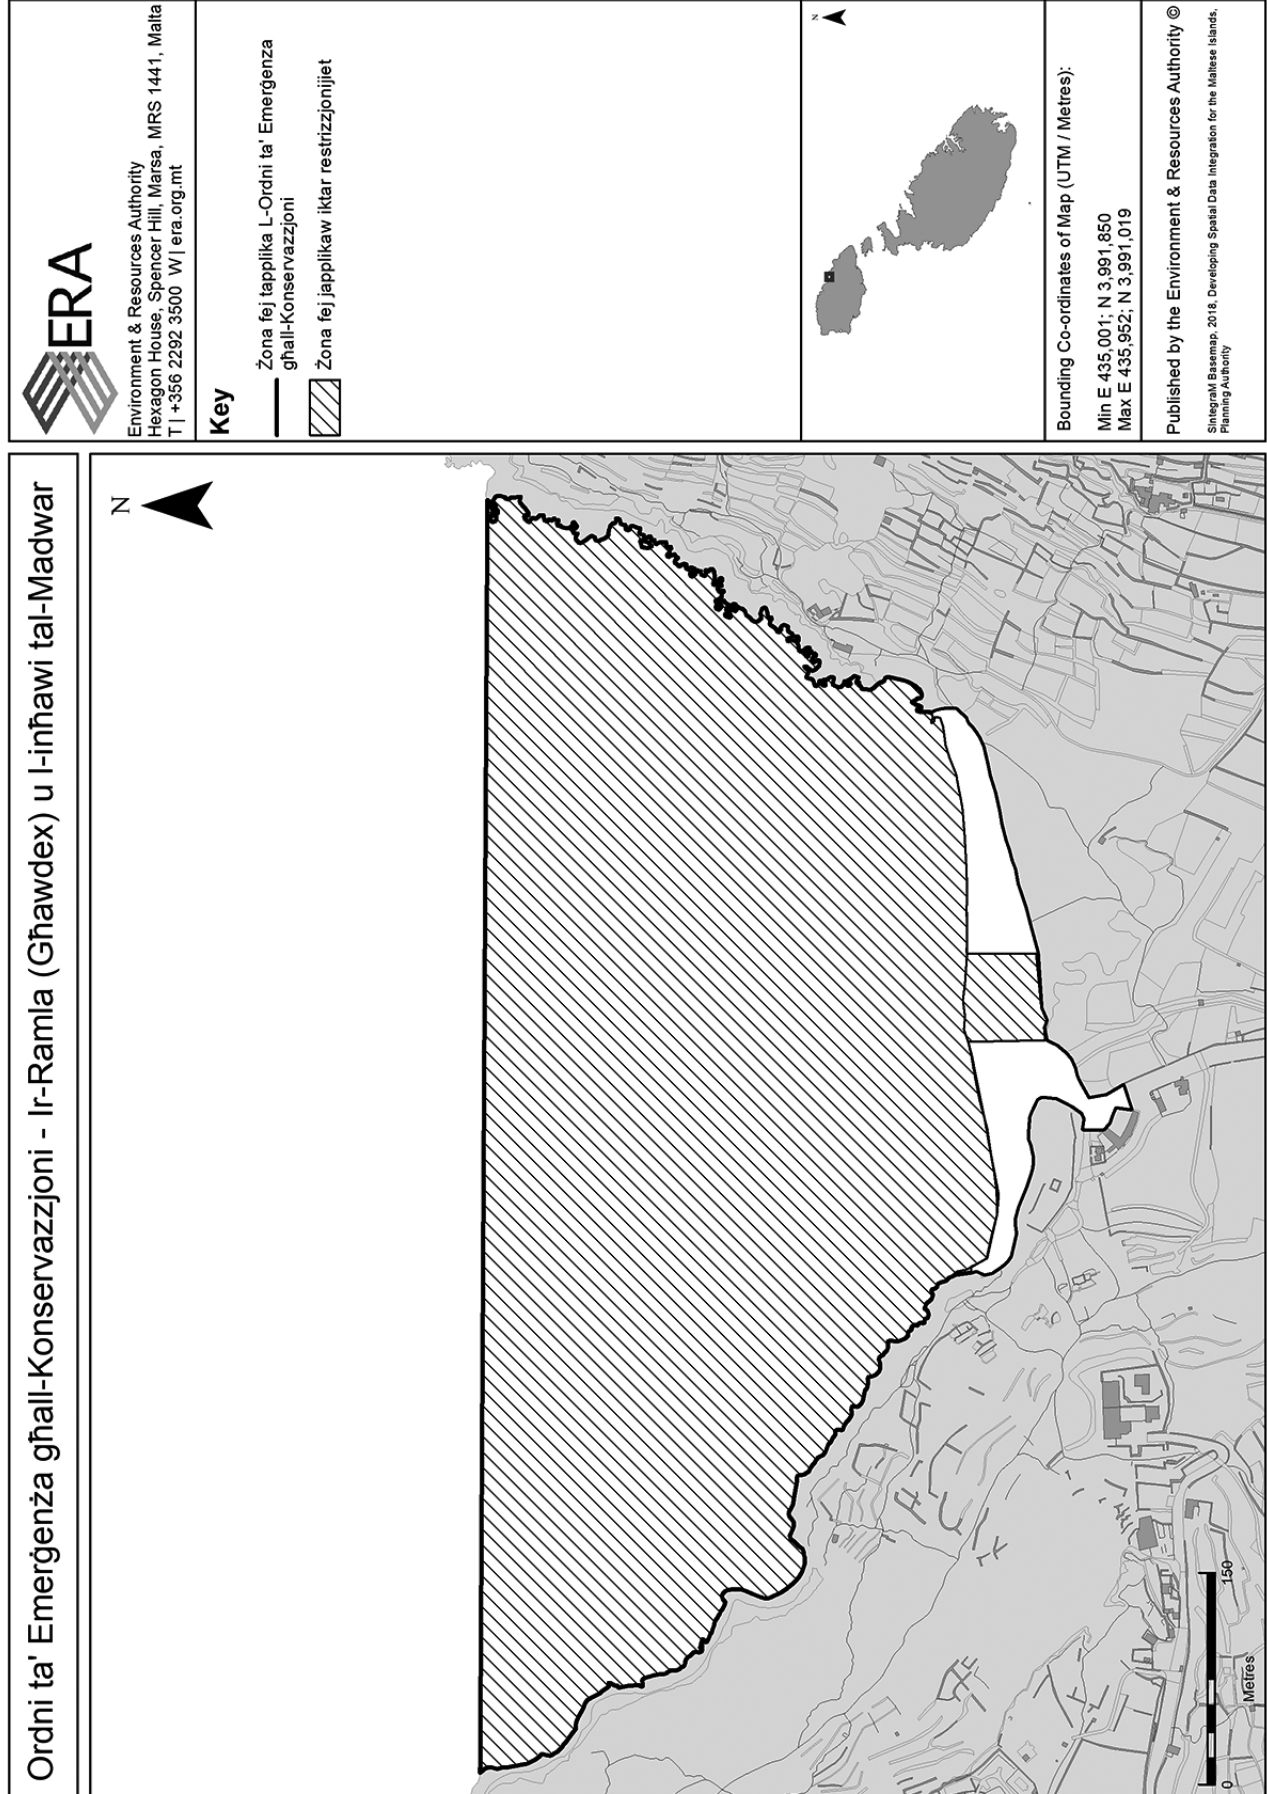 Ordni ta' Emerġenża għall-Konservazzjoni - Ir-Ramla (Għawdex) u l-inħawi tal-Madwar
N
0
150
Metres
ERA
Environment & Resources Authority
Hexagon House, Spencer Hill, Marsa, MRS 1441, Malta
T | +356 2292 3500 W | era.org.mt
Key
Żona fej tapplika L-Ordni ta' Emerġenza
għall-Konservazzjoni
Żona fej japplikaw iktar restrizzjonijiet
N
Bounding Co-ordinates of Map (UTM / Metres):
Min E 435,001; N 3,991,850
Max E 435,952; N 3,991,019
Published by the Environment & Resources Authority ©
SIntegraM Basemap, 2018, Developing Spatial Data Integration for the Maltese Islands,
Planning Authority